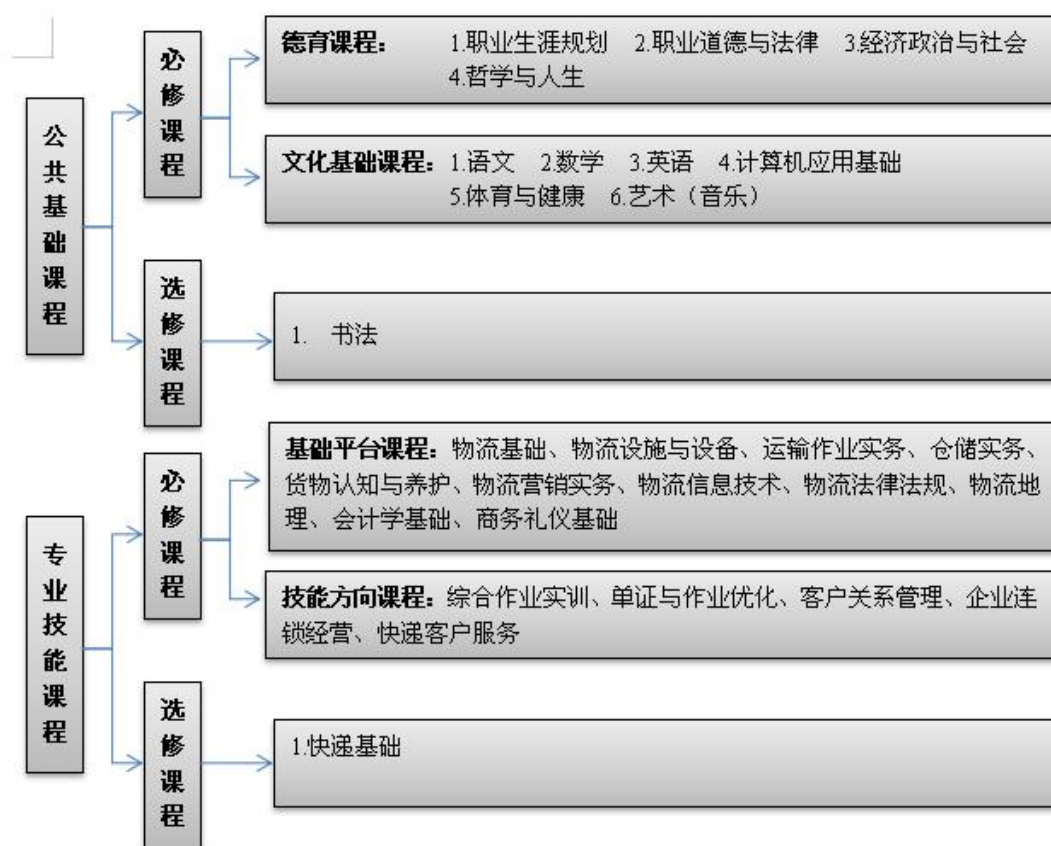 公共基础课程
必修课程
德育课程： 1.职业生涯规划 2.职业道德与法律 3.经济政治与社会
4.哲学与人生
文化基础课程：1.语文 2.数学 3.英语 4.计算机应用基础
5.体育与健康 6.艺术（音乐）
选修课程
1. 书法
专业技能课程
必修课程
基础平台课程：物流基础、物流设施与设备、运输作业实务、仓储实务、
货物认知与养护、物流营销实务、物流信息技术、物流法律法规、物流地
理、会计学基础、商务礼仪基础
技能方向课程：综合作业实训、单证与作业优化、客户关系管理、企业连
锁经营、快递客户服务
选修课程
1.快递基础